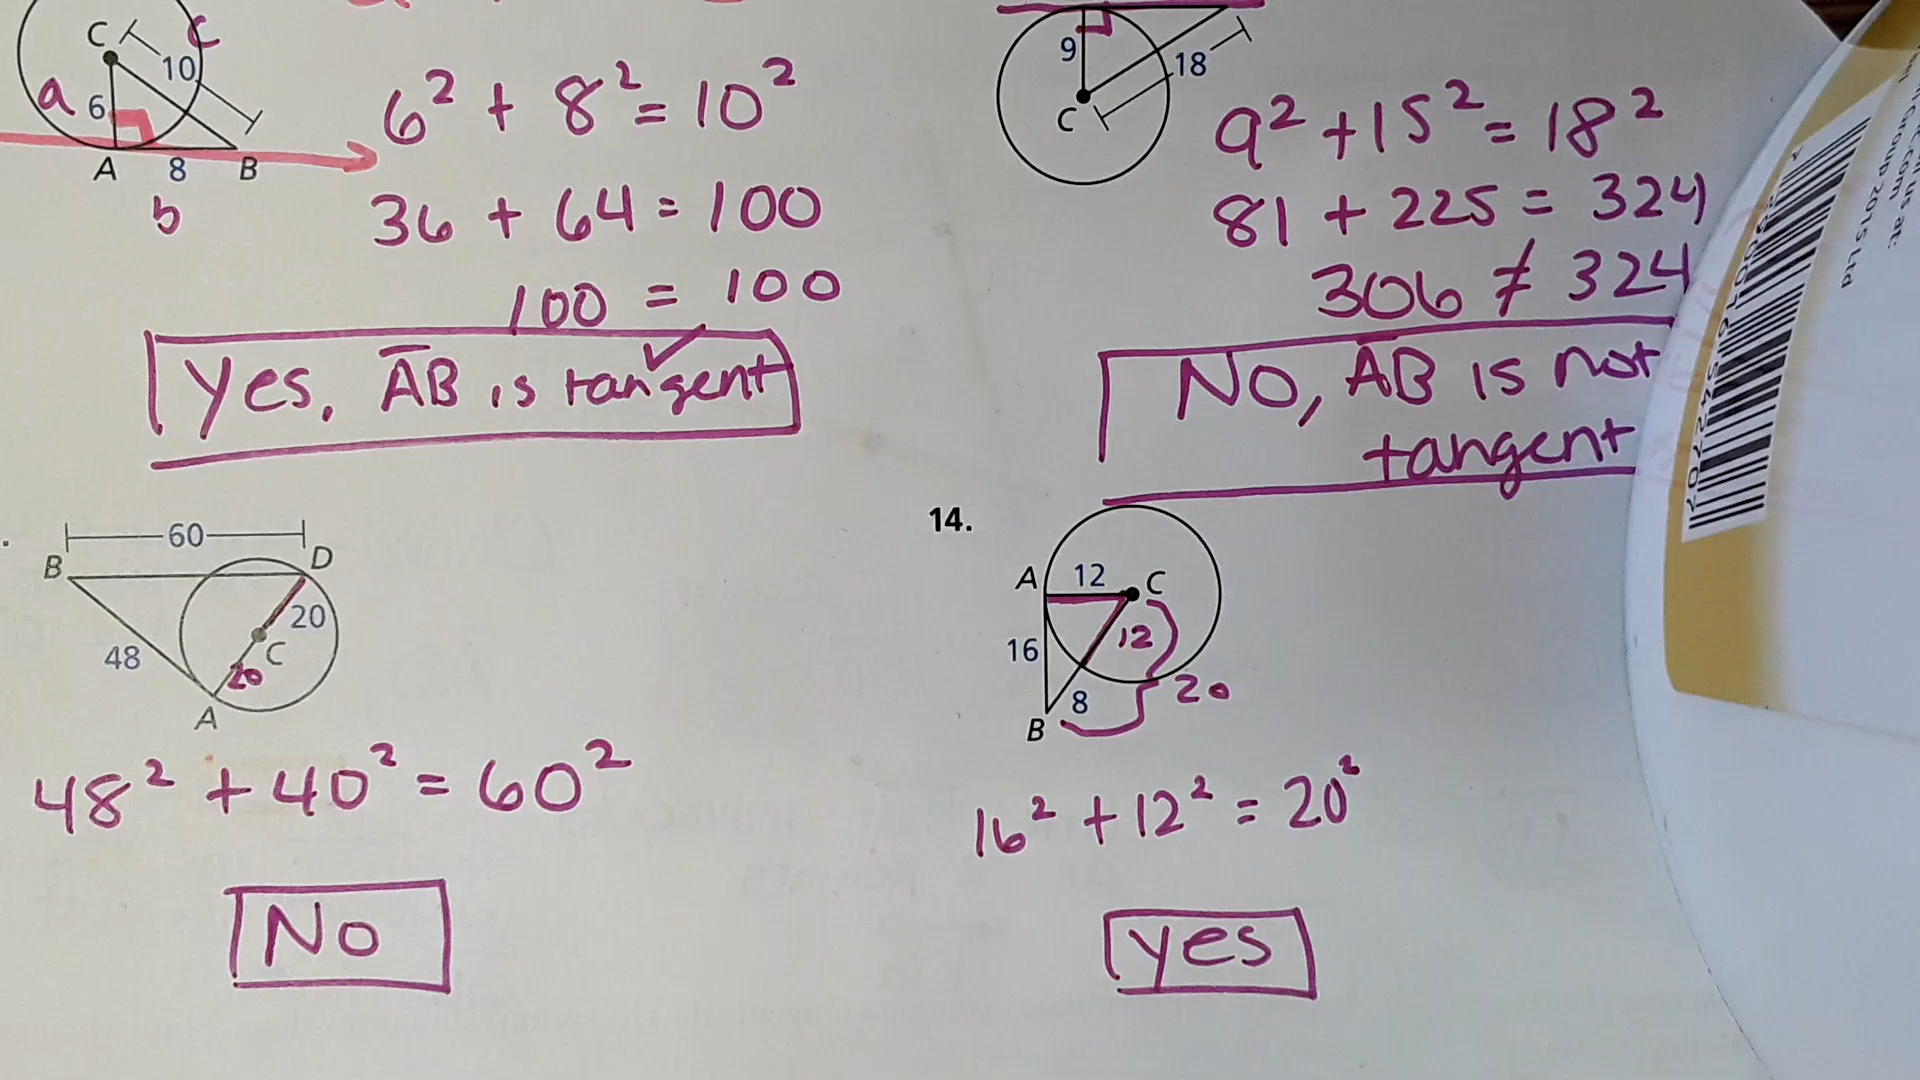 C
c
10
a
6
A
8
B
b
6² + 8² = 10²
36 + 64 = 100
100 = 100
Yes, A̅B̅ is tangent
9
18
C
9² + 15² = 18²
81 + 225 = 324
306 ≠ 324
NO, A̅B̅ is not
tangent
60
B
D
20
C
48
20
A
48² + 40² = 60²
No
14.
A
12
C
12
16
8
20
B
16² + 12² = 20²
yes